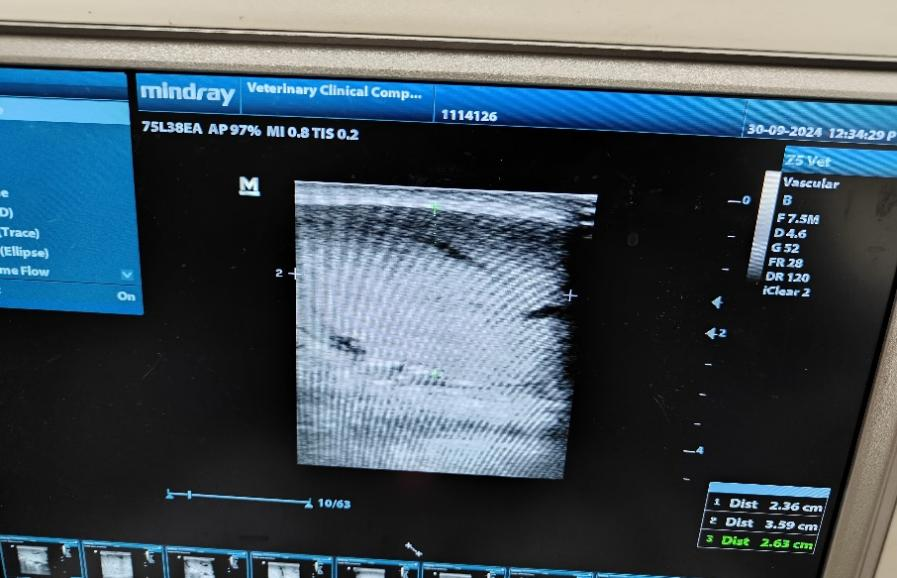 mindray
Veterinary Clinical Comp...
1114126
30-09-2024 12:34:29 P
75L38EA AP 97% MI 0.8 TIS 0.2
Z5 Vet
Vascular
B
F 7.5M
D 4.6
G 52
FR 28
DR 120
iClear 2
M
0
2
2
4
e
D)
(Trace)
(Ellipse)
me Flow
On
10/63
1 Dist 2.36 cm
2 Dist 3.59 cm
3 Dist 2.63 cm